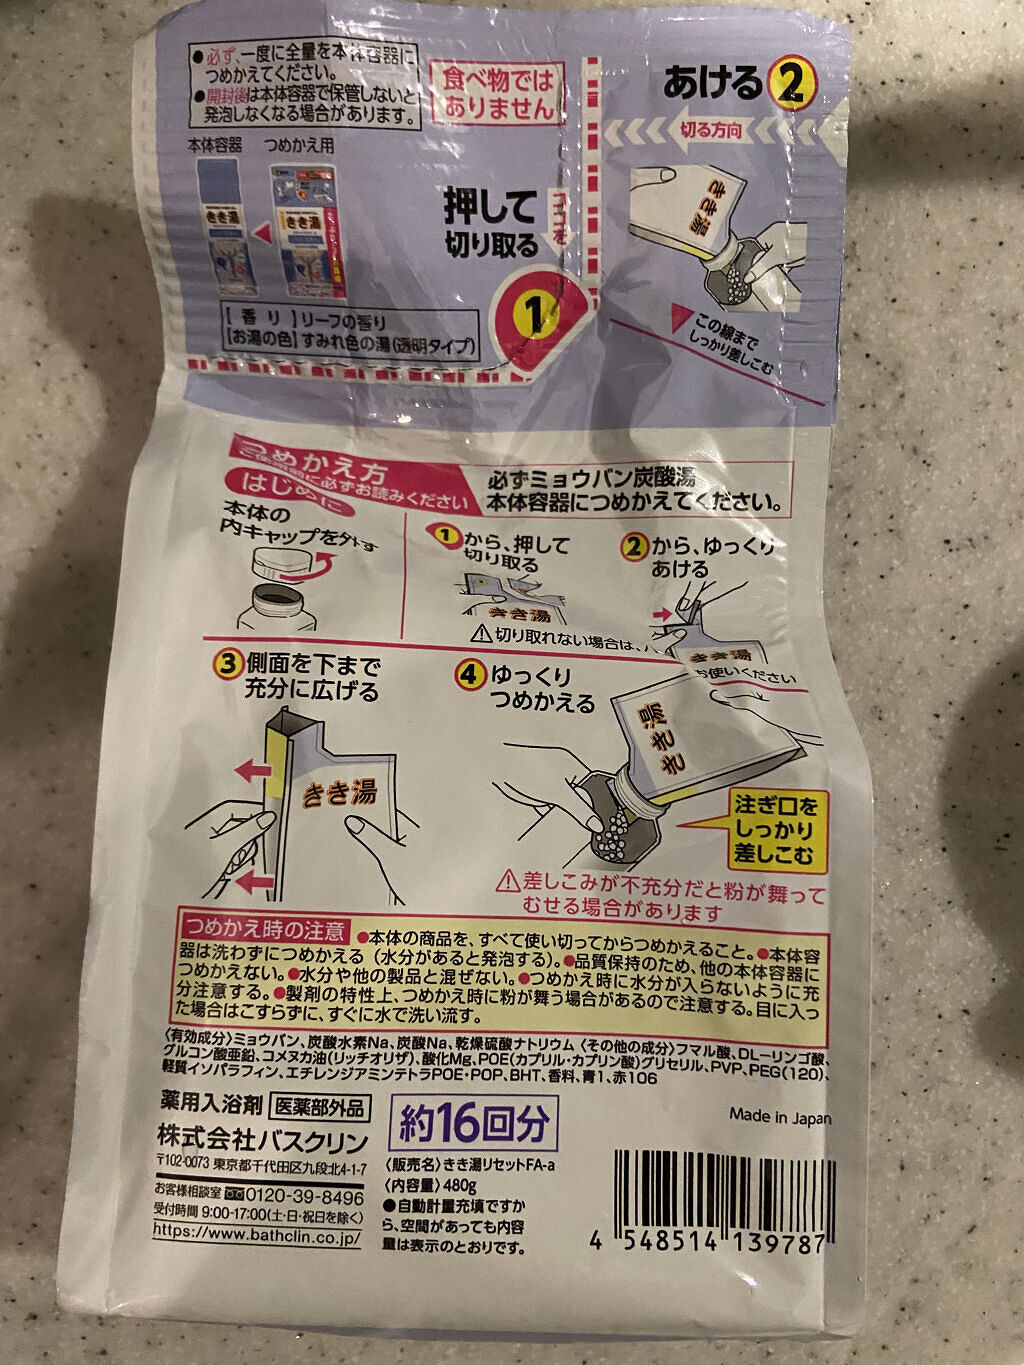 ●必ず、一度に全量を本体容器に
つめかえてください。
●開封後は本体容器で保管しないと
発泡しなくなる場合があります。
食べ物では
ありません
あける2
切る方向
本体容器 つめかえ用
きき湯
きき湯
押して
切り取る
ココを
1
きき湯
この線まで
しっかり差しこむ
[香り]リーフの香り
[お湯の色]すみれ色の湯(透明タイプ)
つめかえ方
ご使用前に必ずお読みください
必ずミョウバン炭酸湯
本体容器につめかえてください。
はじめに
本体の
内キャップを外す
1から、押して
切り取る
きき湯
⚠切り取れない場合は、ハ
お使いください
2から、ゆっくり
あける
きき湯
3側面を下まで
充分に広げる
きき湯
4ゆっくり
つめかえる
きき湯
注ぎ口を
しっかり
差しこむ
⚠差しこみが不充分だと粉が舞って
むせる場合があります
つめかえ時の注意 ●本体の商品を、すべて使い切ってからつめかえること。●本体容
器は洗わずにつめかえる(水分があると発泡する)。●品質保持のため、他の本体容器に
つめかえない。●水分や他の製品と混ぜない。●つめかえ時に水分が入らないように充
分注意する。●製剤の特性上、つめかえ時に粉が舞う場合があるので注意する。目に入っ
た場合はこすらずに、すぐに水で洗い流す。
〈有効成分〉ミョウバン、炭酸水素Na、炭酸Na、乾燥硫酸ナトリウム〈その他の成分〉フマル酸、DL-リンゴ酸、
グルコン酸亜鉛、コメヌカ油(リッチオリザ)、酸化Mg、POE(カプリル・カプリン酸)グリセリル、PVP、PEG(120)、
軽質イソパラフィン、エチレンジアミンテトラPOE・POP、BHT、香料、青1、赤106
薬用入浴剤 医薬部外品
株式会社バスクリン
〒102-0073 東京都千代田区九段北4-1-7
お客様相談室 0120-39-8496
受付時間 9:00-17:00(土・日・祝日を除く)
https://www.bathclin.co.jp/
約16回分
〈販売名〉きき湯リセットFA-a
〈内容量〉480g
●自動計量充填ですか
ら、空間があっても内容
量は表示のとおりです。
Made in Japan
4 548514 139787